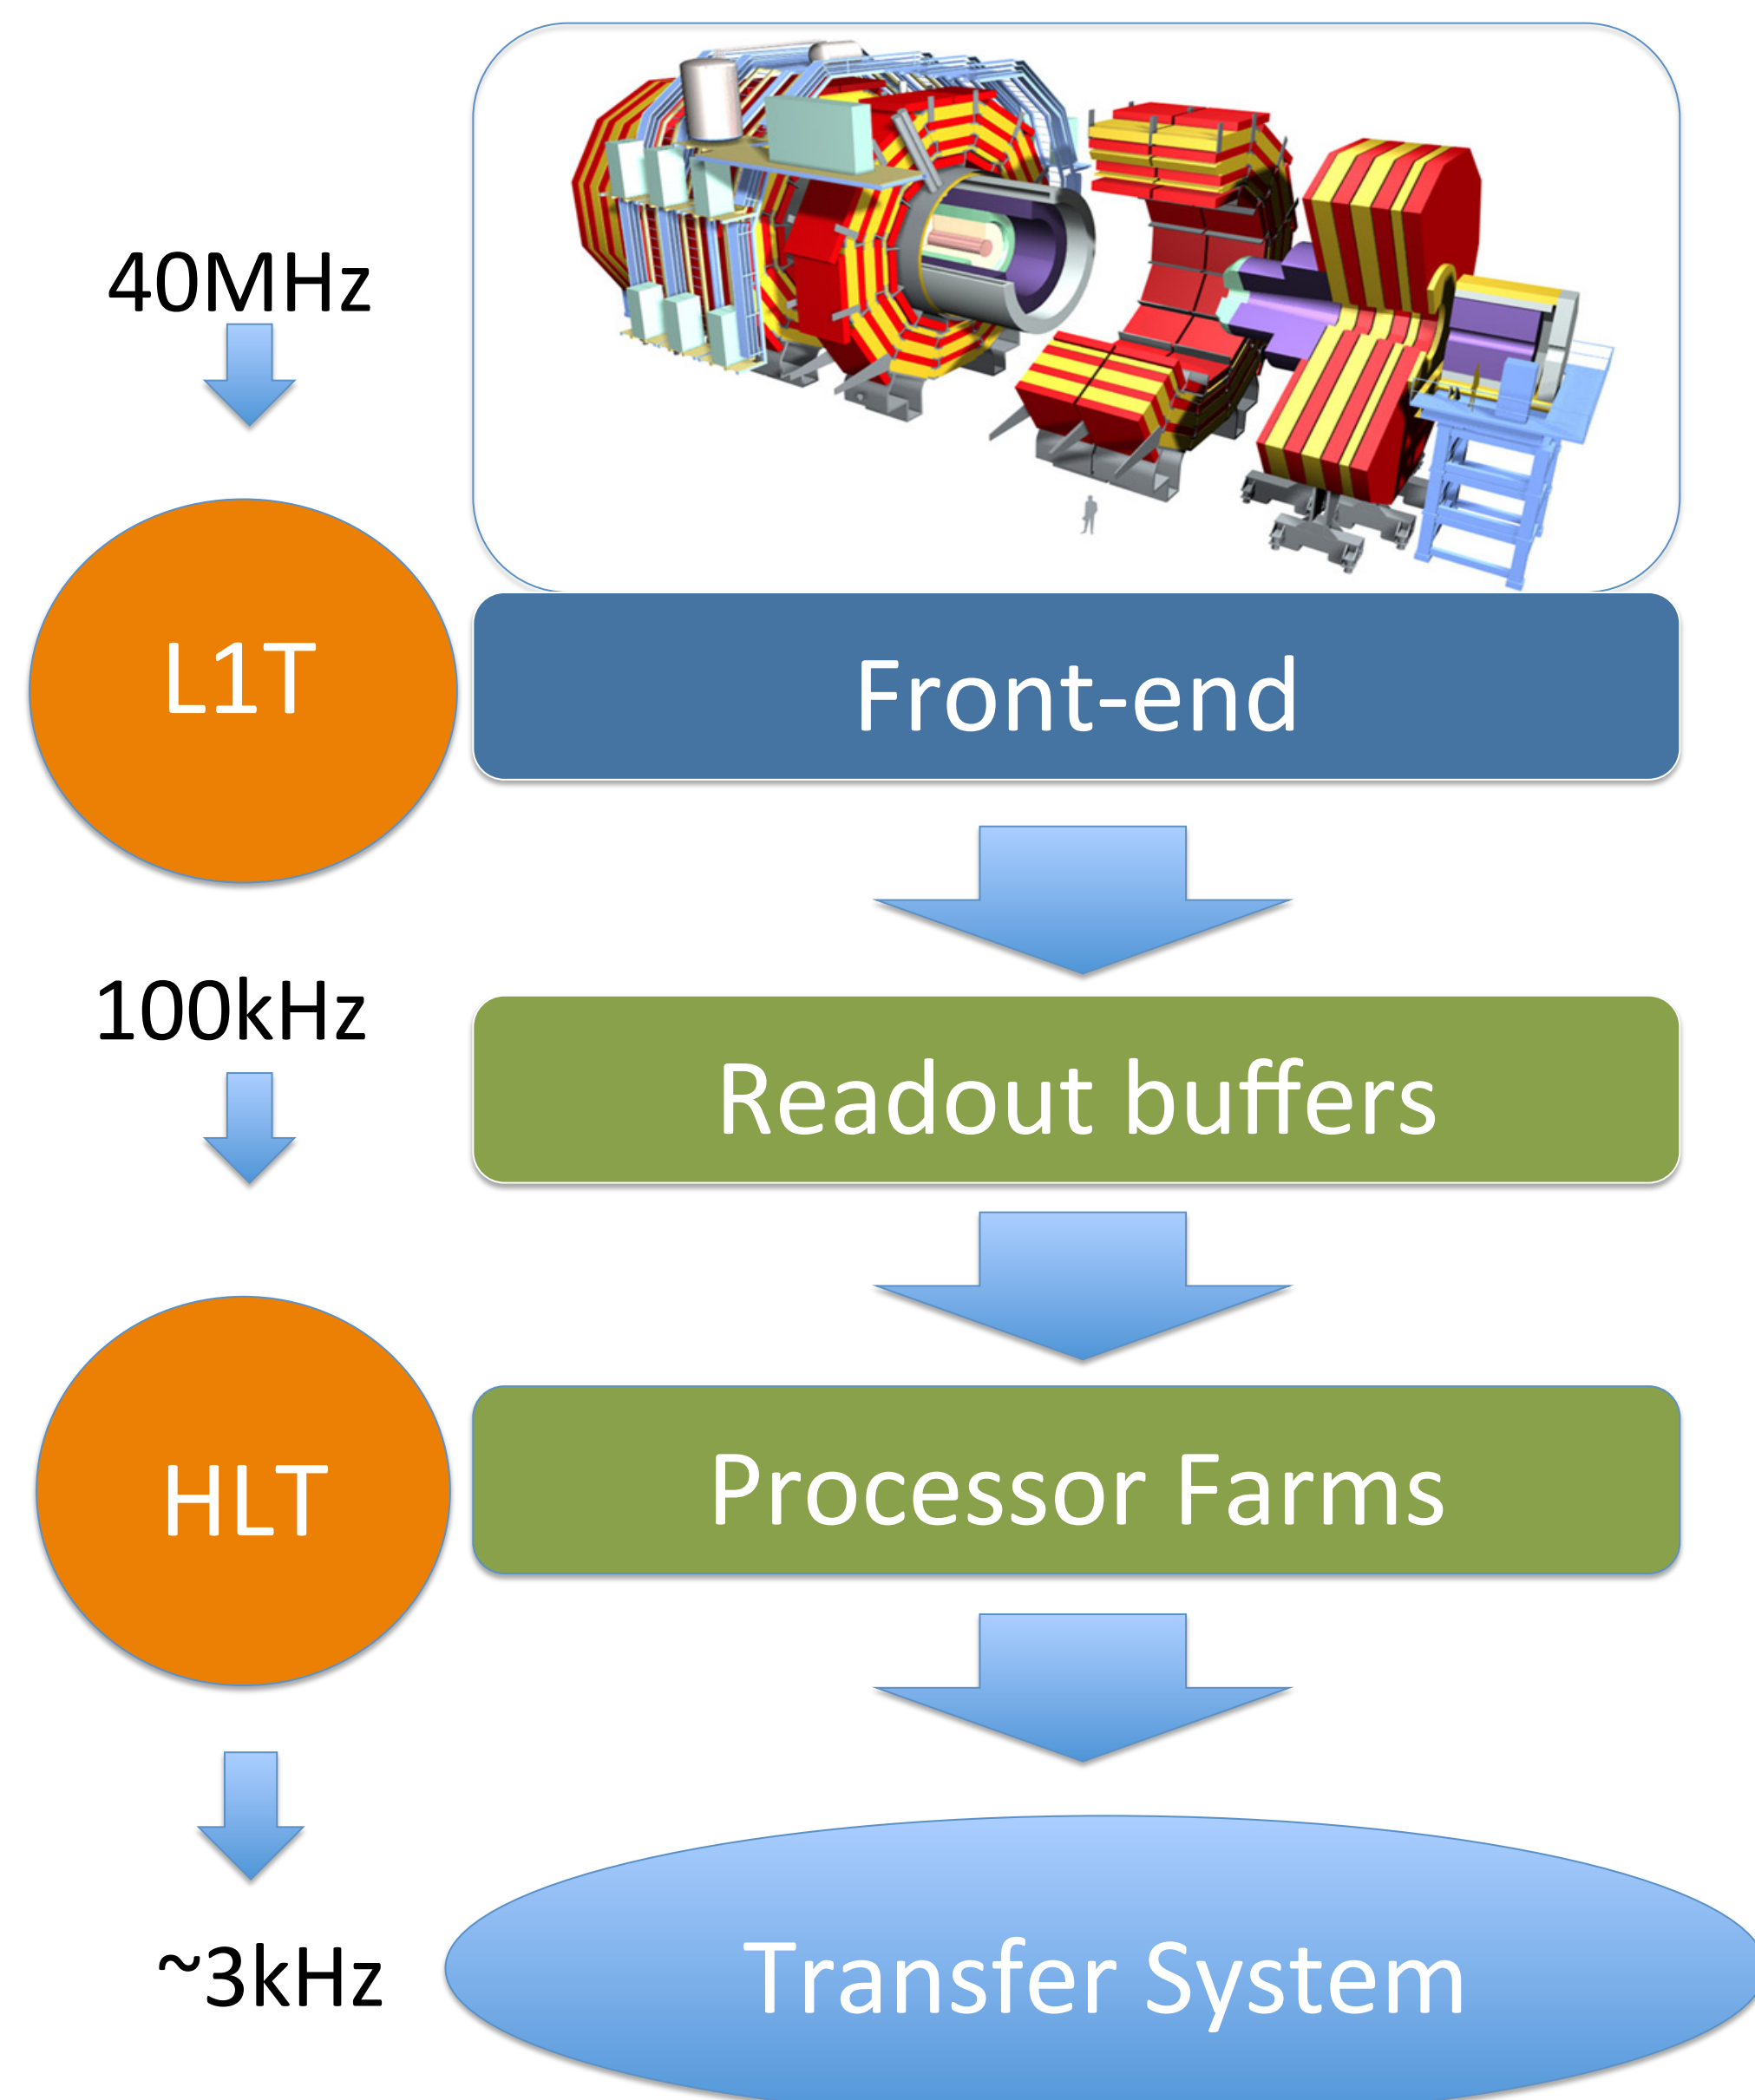 40MHz
L1T
Front-end
100kHz
Readout buffers
HLT
Processor Farms
~3kHz
Transfer System